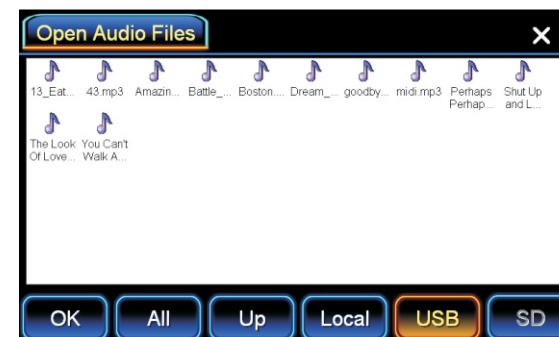 Open Audio Files
13_Eat... 43.mp3 Amazin... Battle_... Boston.... Dream_... goodby... midi.mp3 Perhaps Perhap... Shut Up and L...
The Look Of Love... You Can't Walk A...
OK All Up Local USB SD